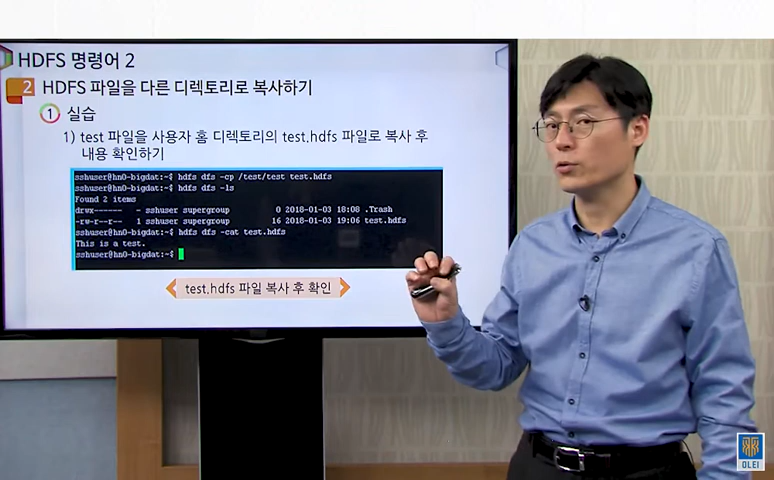 HDFS 명령어 2
2 HDFS 파일을 다른 디렉토리로 복사하기
1 실습
1) test 파일을 사용자 홈 디렉토리의 test.hdfs 파일로 복사 후
내용 확인하기
sshuser@hn0-bigdat:~$ hdfs dfs -cp /test/test test.hdfs
sshuser@hn0-bigdat:~$ hdfs dfs -ls
Found 2 items
drwx------ - sshuser supergroup 0 2018-01-03 18:08 .Trash
-rw-r--r-- 1 sshuser supergroup 16 2018-01-03 19:06 test.hdfs
sshuser@hn0-bigdat:~$ hdfs dfs -cat test.hdfs
This is a test.
sshuser@hn0-bigdat:~$
test.hdfs 파일 복사 후 확인
OLEI